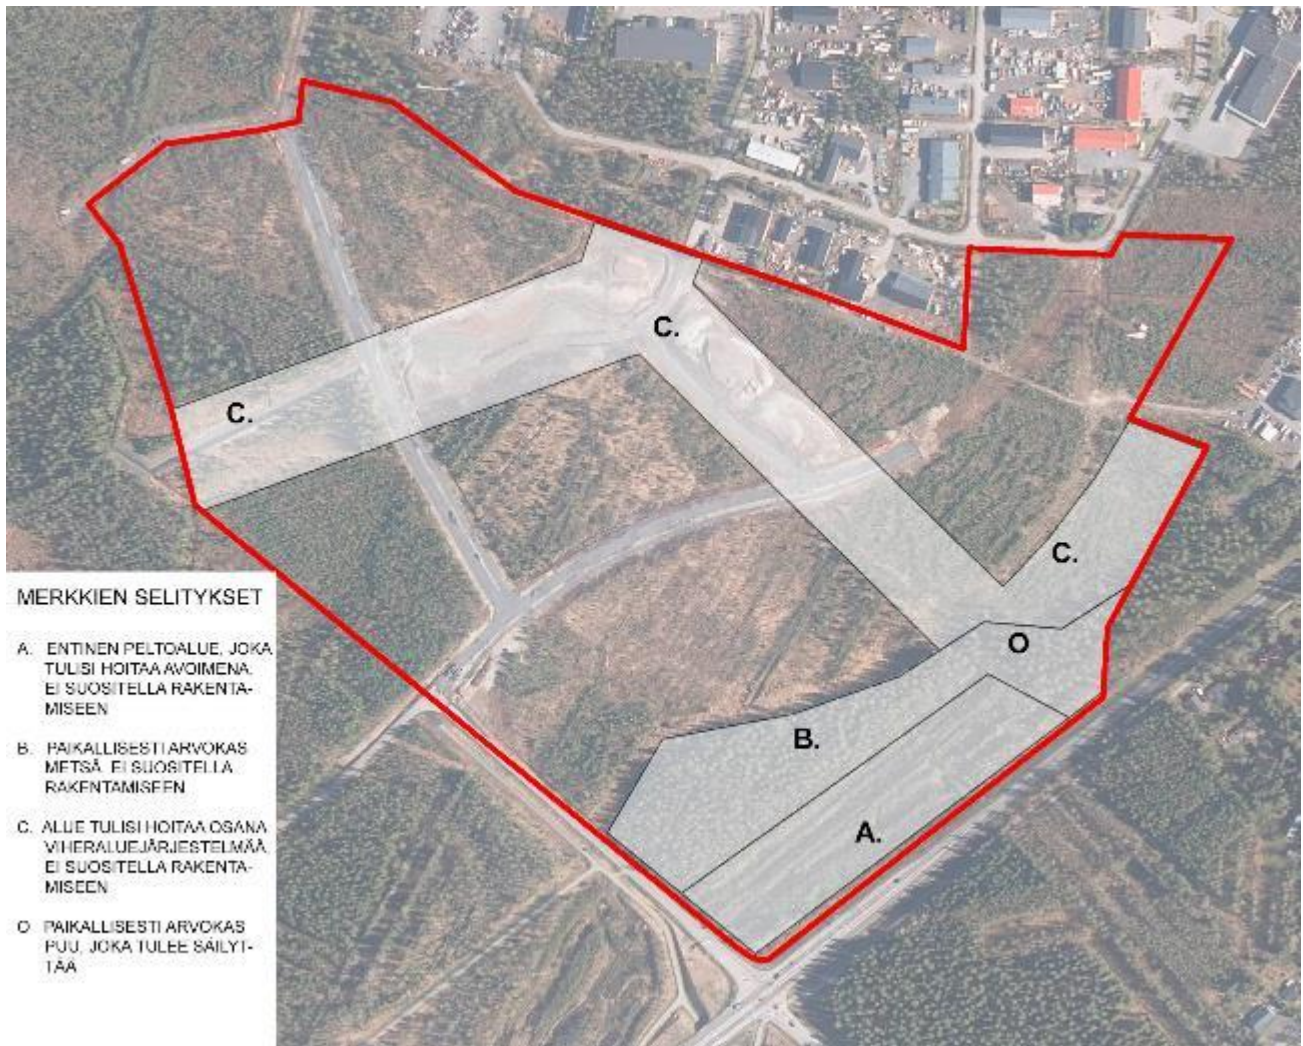 C.
C.
C.
O
B.
A.
MERKKIEN SELITYKSET
A. ENTINEN PELTOALUE, JOKA
TULISI HOITAA AVOIMENA.
EI SUOSITELLA RAKENTA-
MISEEN
B. PAIKALLISESTI ARVOKAS
METSÄ. EI SUOSITELLA
RAKENTAMISEEN
C. ALUE TULISI HOITAA OSANA
VIHERALUEJÄRJESTELMÄÄ.
EI SUOSITELLA RAKENTA-
MISEEN
O PAIKALLISESTI ARVOKAS
PUU, JOKA TULEE SÄILYT-
TÄÄ